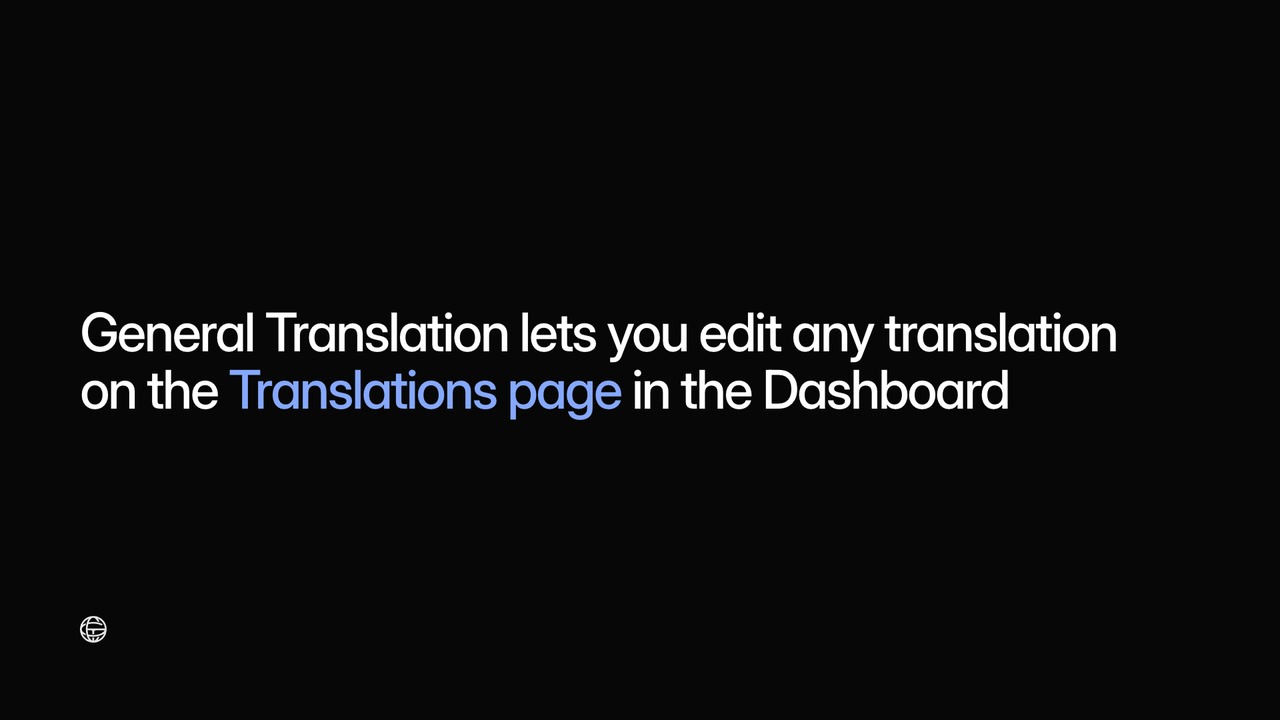 General Translation lets you edit any translation
on the Translations page in the Dashboard